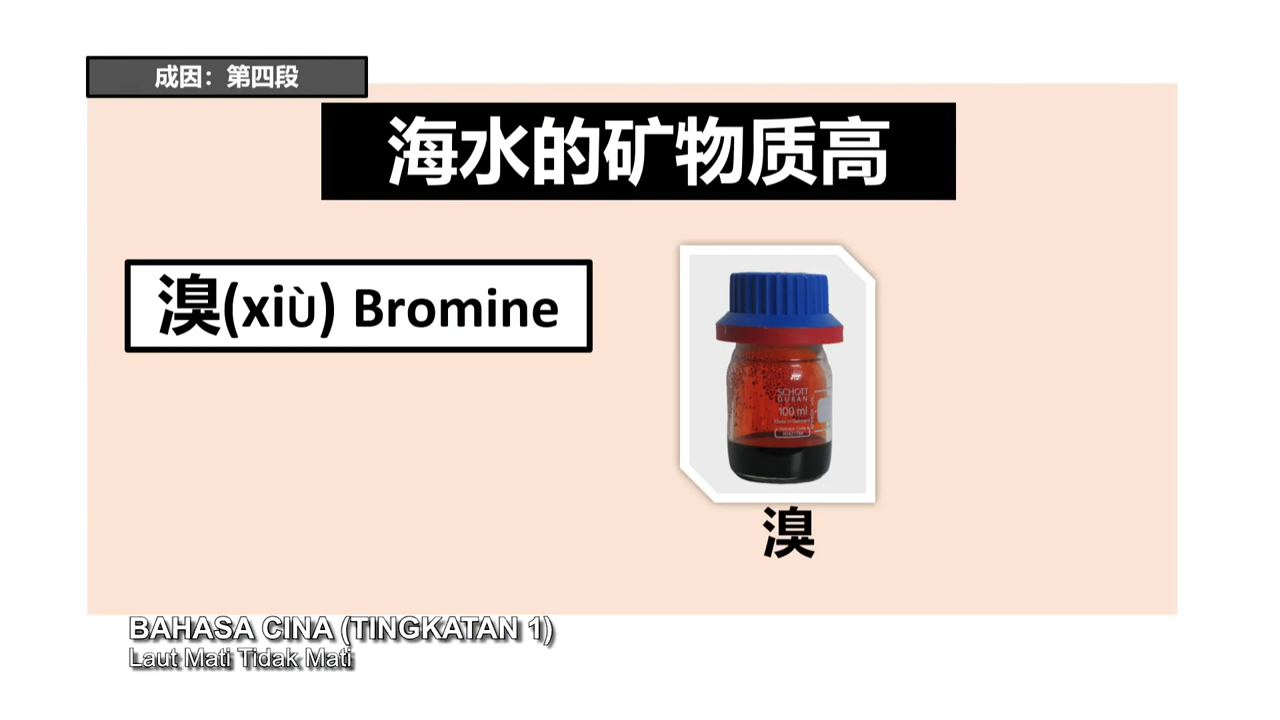 成因：第四段
海水的矿物质高
溴(xiù) Bromine
SCHOTT
DURAN
100 ml
溴
BAHASA CINA (TINGKATAN 1)
Laut Mati Tidak Mati